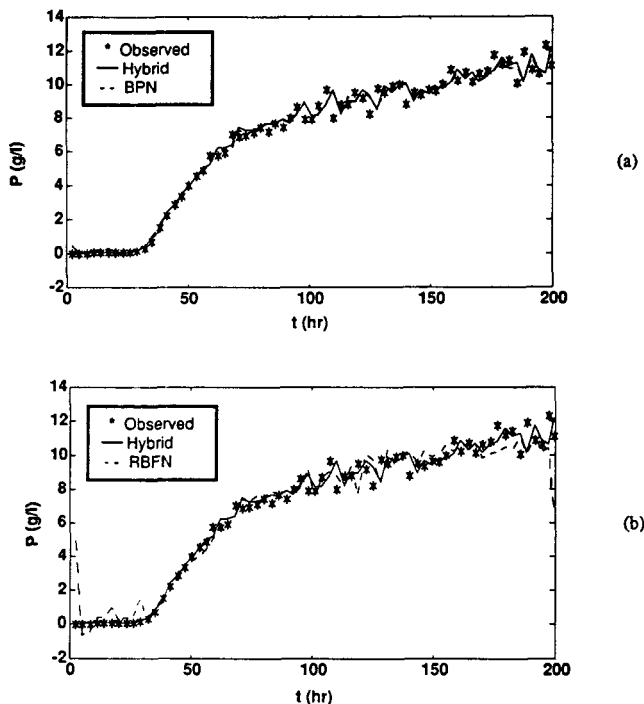 14
12
10
8
6
4
2
0
-2
P (g/l)
* Observed
— Hybrid
-- BPN
0
50
100
150
200
t (hr)
(a)
14
12
10
8
6
4
2
0
-2
P (g/l)
* Observed
— Hybrid
-- RBFN
0
50
100
150
200
t (hr)
(b)